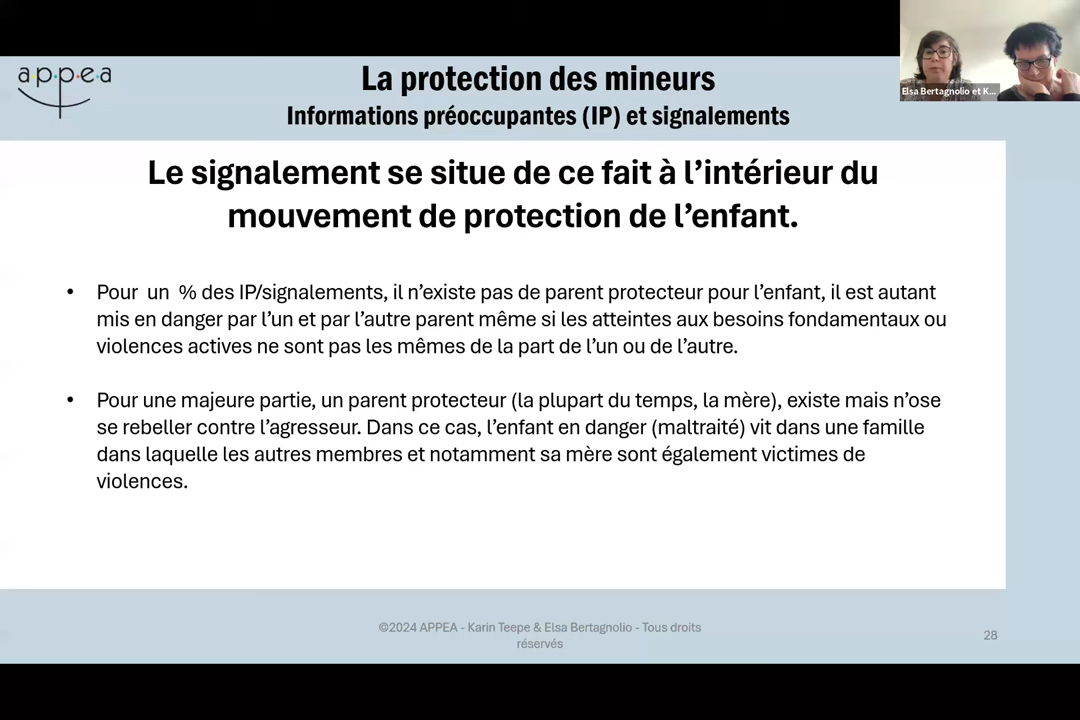 appea
La protection des mineurs
Informations préoccupantes (IP) et signalements
Elsa Bertagnolio et K...
Le signalement se situe de ce fait à l’intérieur du
mouvement de protection de l’enfant.
• Pour un % des IP/signalements, il n’existe pas de parent protecteur pour l’enfant, il est autant
mis en danger par l’un et par l’autre parent même si les atteintes aux besoins fondamentaux ou
violences actives ne sont pas les mêmes de la part de l’un ou de l’autre.
• Pour une majeure partie, un parent protecteur (la plupart du temps, la mère), existe mais n’ose
se rebeller contre l’agresseur. Dans ce cas, l’enfant en danger (maltraité) vit dans une famille
dans laquelle les autres membres et notamment sa mère sont également victimes de
violences.
©2024 APPEA - Karin Teepe & Elsa Bertagnolio - Tous droits
réservés
28